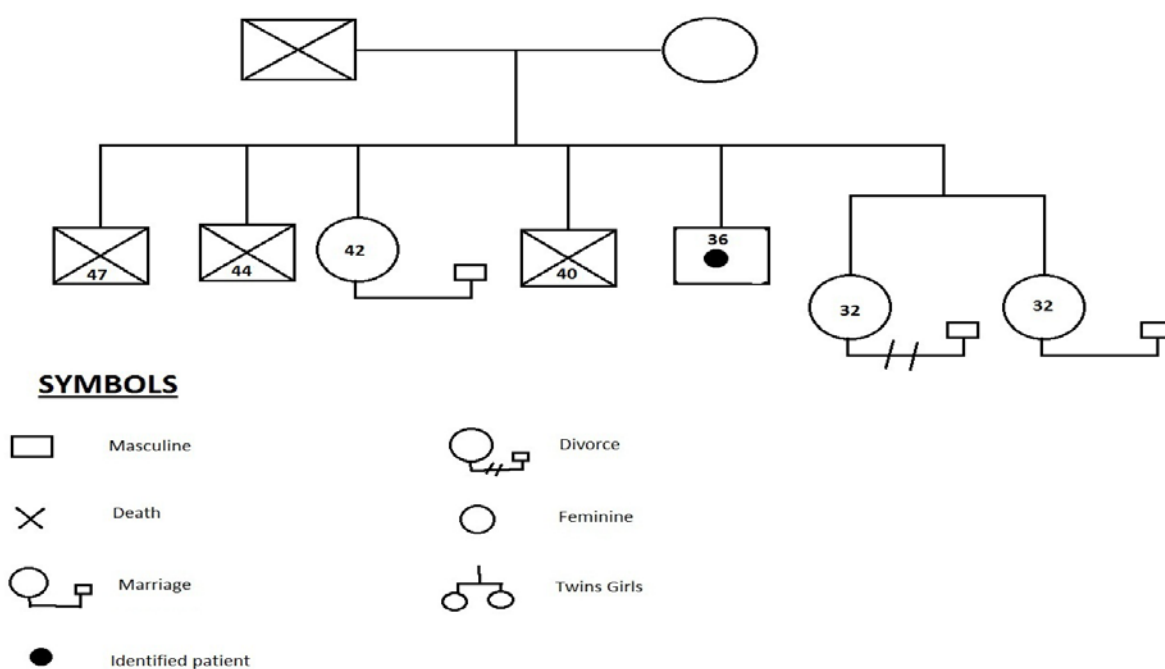 36
42
47
44
40
32
32
SYMBOLS
Masculine
Divorce
Death
Feminine
Marriage
Twins Girls
Identified patient